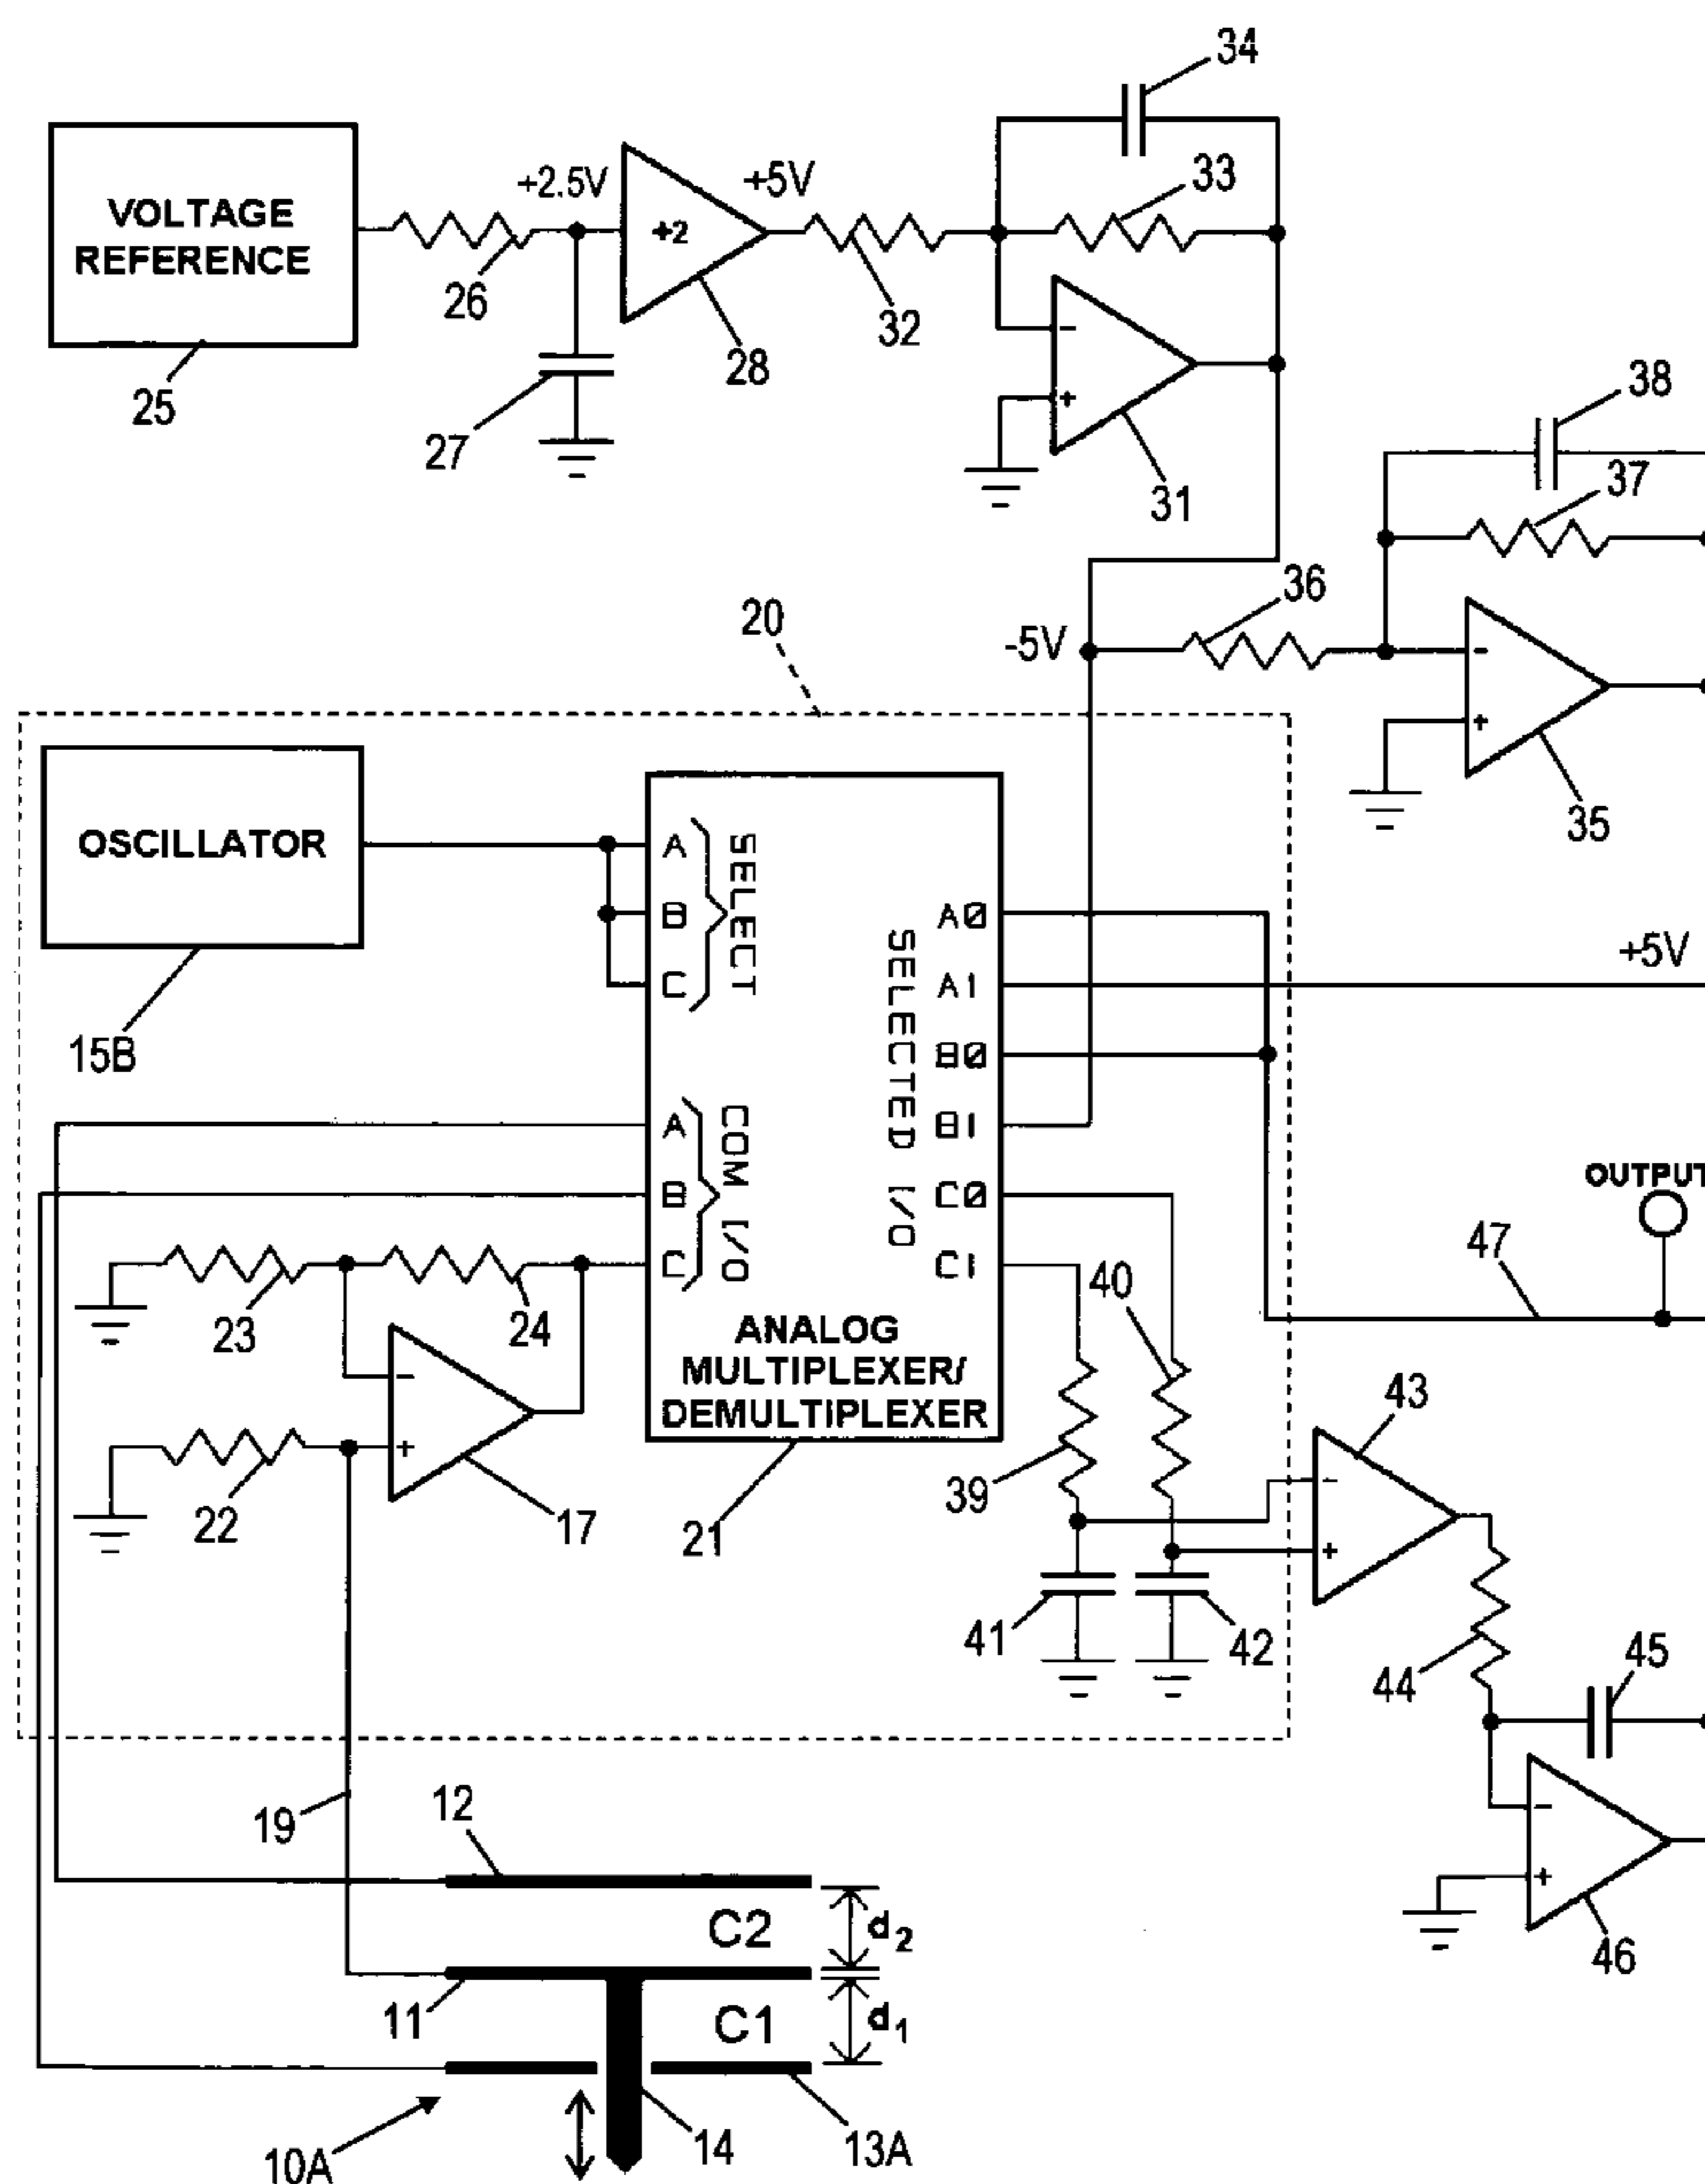 34
VOLTAGE
REFERENCE
+2.5V
+5V
33
+2
26
32
28
25
27
31
-
+
38
37
36
20
-5V
-
+
35
OSCILLATOR
15B
A
B
C
SELECT
A0
A1
B0
B1
C0
C1
SELECTED I/O
+5V
A
B
C
COM I/O
OUTPUT
47
40
23
24
ANALOG
MULTIPLEXER/
DEMULTIPLEXER
-
+
43
39
22
17
21
-
+
41
42
44
45
19
12
-
+
C2
d2
46
11
C1
d1
10A
14
13A